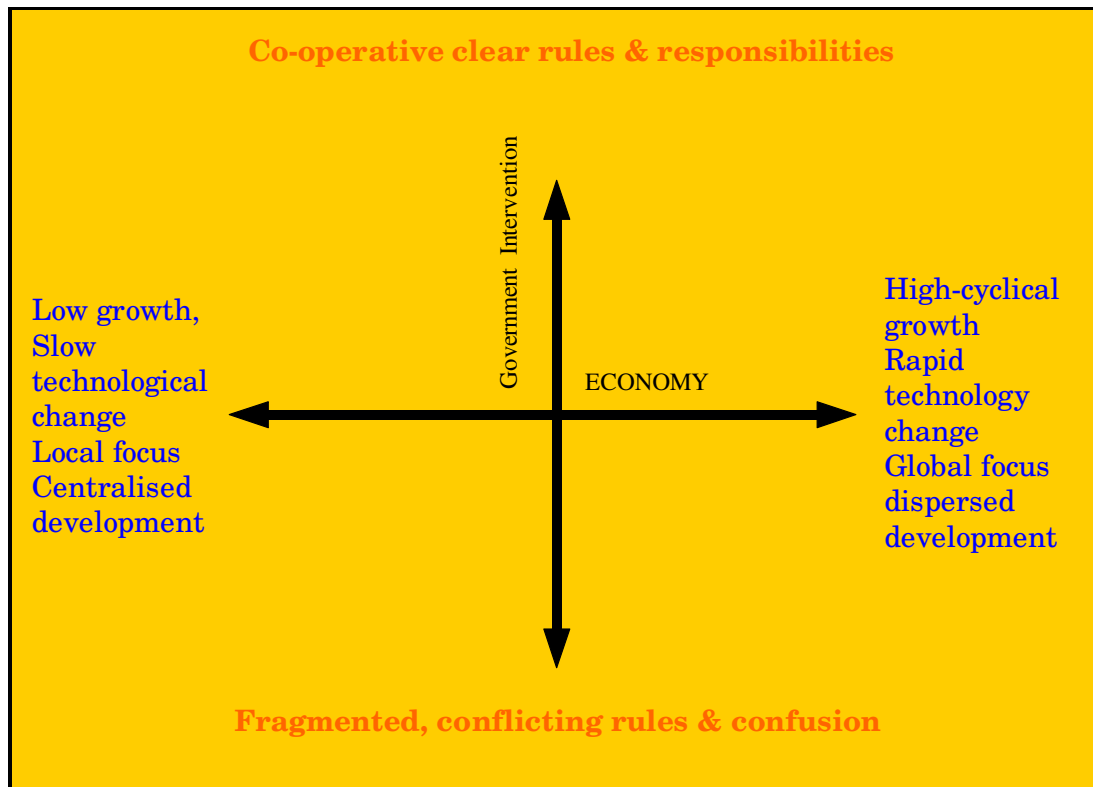 Co-operative clear rules & responsibilities
Government Intervention
ECONOMY
Low growth,
Slow
technological
change
Local focus
Centralised
development
High-cyclical
growth
Rapid
technology
change
Global focus
dispersed
development
Fragmented, conflicting rules & confusion